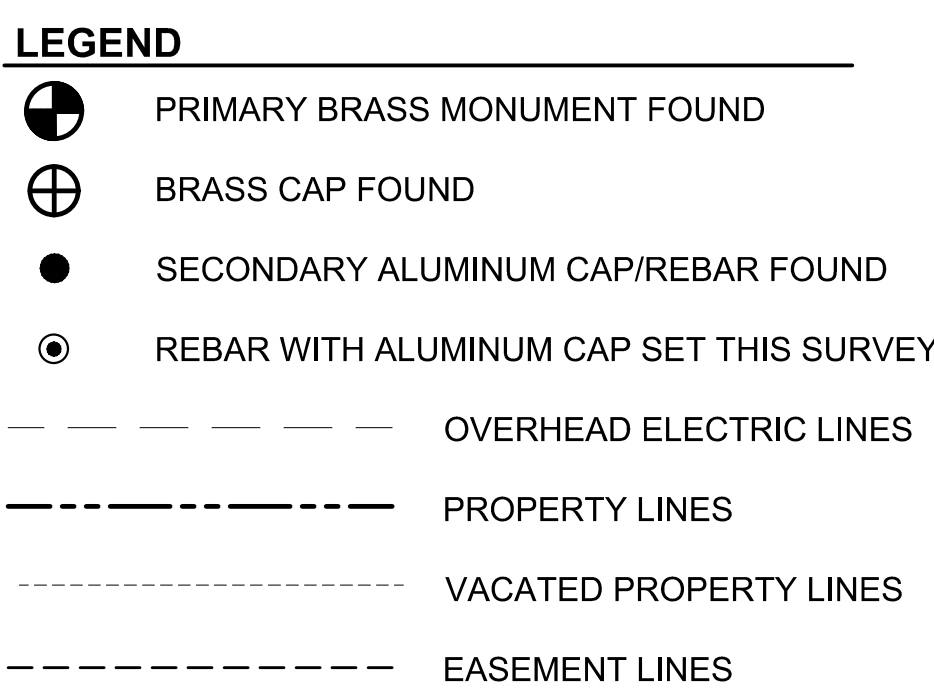 LEGEND
PRIMARY BRASS MONUMENT FOUND
BRASS CAP FOUND
SECONDARY ALUMINUM CAP/REBAR FOUND
REBAR WITH ALUMINUM CAP SET THIS SURVEY
OVERHEAD ELECTRIC LINES
PROPERTY LINES
VACATED PROPERTY LINES
EASEMENT LINES